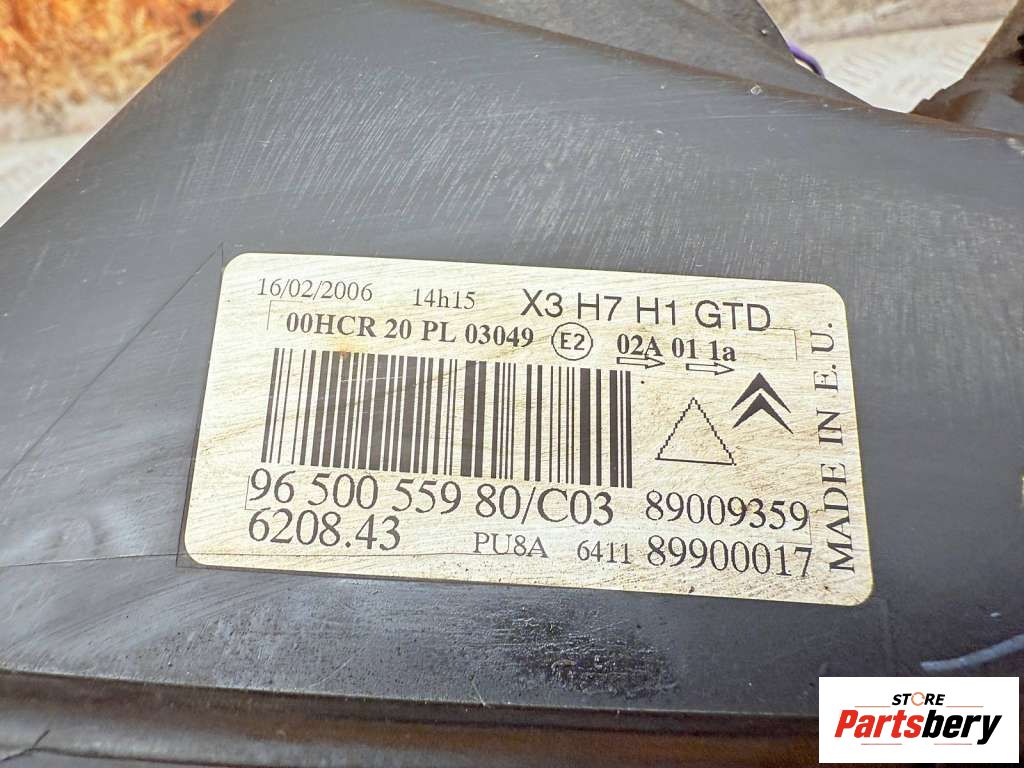 16/02/2006 14h15 X3 H7 H1 GTD
00HCR 20 PL 03049 E2 02A 01 1a
96 500 559 80/C03 89009359
6208.43 PU8A 6411 89900017
MADE IN E.U.
STORE
Partsbery